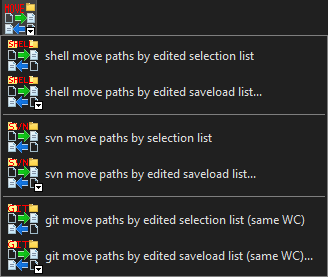 shell move paths by edited selection list
shell move paths by edited saveload list...
svn move paths by selection list
svn move paths by edited saveload list...
git move paths by edited selection list (same WC)
git move paths by edited saveload list (same WC)...